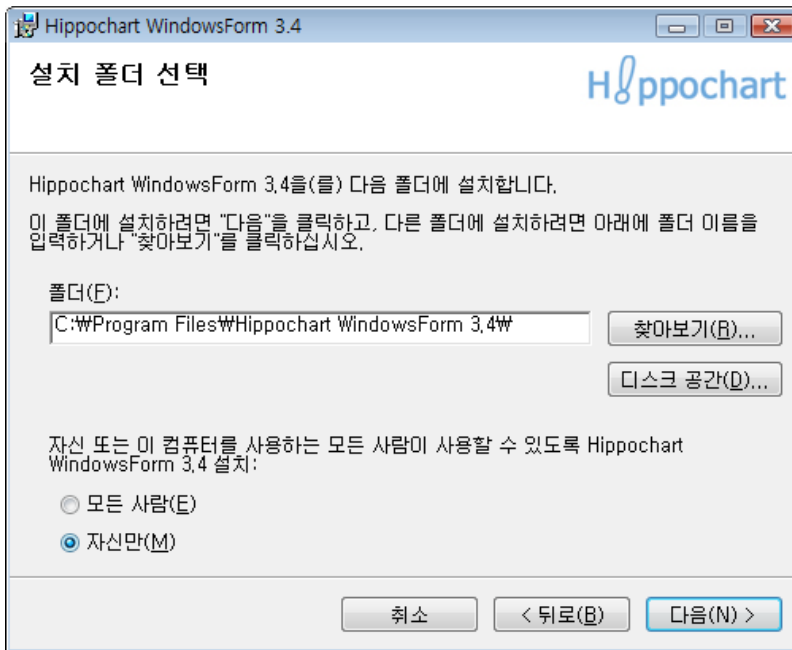 Hippochart WindowsForm 3.4
설치 폴더 선택
Hippochart
Hippochart WindowsForm 3.4을(를) 다음 폴더에 설치합니다.
이 폴더에 설치하려면 "다음"을 클릭하고, 다른 폴더에 설치하려면 아래에 폴더 이름을
입력하거나 "찾아보기"를 클릭하십시오.
폴더(F):
C:₩Program Files₩Hippochart WindowsForm 3.4₩
찾아보기(R)...
디스크 공간(D)...
자신 또는 이 컴퓨터를 사용하는 모든 사람이 사용할 수 있도록 Hippochart
WindowsForm 3.4 설치:
모든 사람(E)
자신만(M)
취소
< 뒤로(B)
다음(N) >